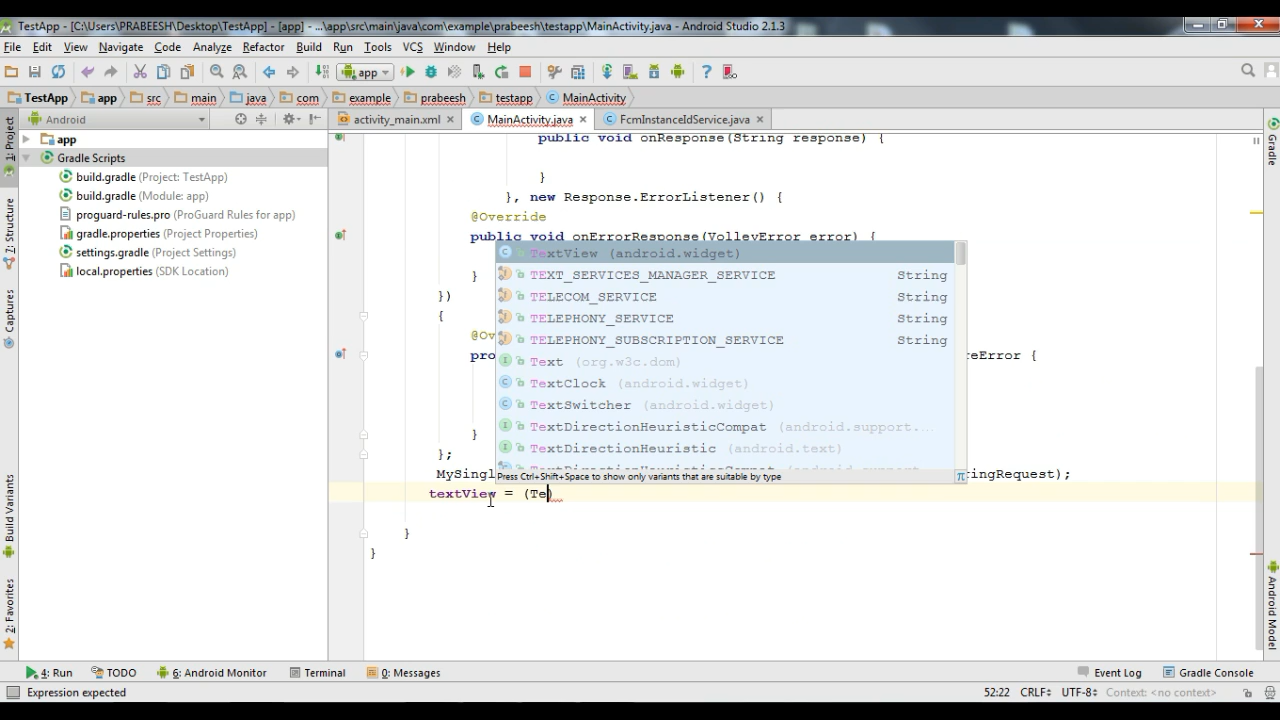 TestApp - [C:\Users\PRABEESH\Desktop\TestApp] - [app] - ...\app\src\main\java\com\example\prabeesh\testapp\MainActivity.java - Android Studio 2.1.3
File Edit View Navigate Code Analyze Refactor Build Run Tools VCS Window Help
app
TestApp app src main java com example prabeesh testapp MainActivity
Android
activity_main.xml MainActivity.java FcmInstanceIdService.java
app
Gradle Scripts
build.gradle (Project: TestApp)
build.gradle (Module: app)
proguard-rules.pro (ProGuard Rules for app)
gradle.properties (Project Properties)
settings.gradle (Project Settings)
local.properties (SDK Location)
1: Project
7: Structure
Captures
Build Variants
2: Favorites
public void onResponse(String response) {
}
}, new Response.ErrorListener() {
@Override
public void onErrorResponse(VolleyError error) {
}
})
{
@Ov
pro reError {
}
};
MySingl ingRequest);
textView = (Te)
}
}
TextView (android.widget)
TEXT_SERVICES_MANAGER_SERVICE String
TELECOM_SERVICE String
TELEPHONY_SERVICE String
TELEPHONY_SUBSCRIPTION_SERVICE String
Text (org.w3c.dom)
TextClock (android.widget)
TextSwitcher (android.widget)
TextDirectionHeuristicCompat (android.support....
TextDirectionHeuristic (android.text)
Press Ctrl+Shift+Space to show only variants that are suitable by type π
Gradle
Android Model
4: Run TODO 6: Android Monitor Terminal 0: Messages Event Log Gradle Console
Expression expected 52:22 CRLF UTF-8 Context: <no context>